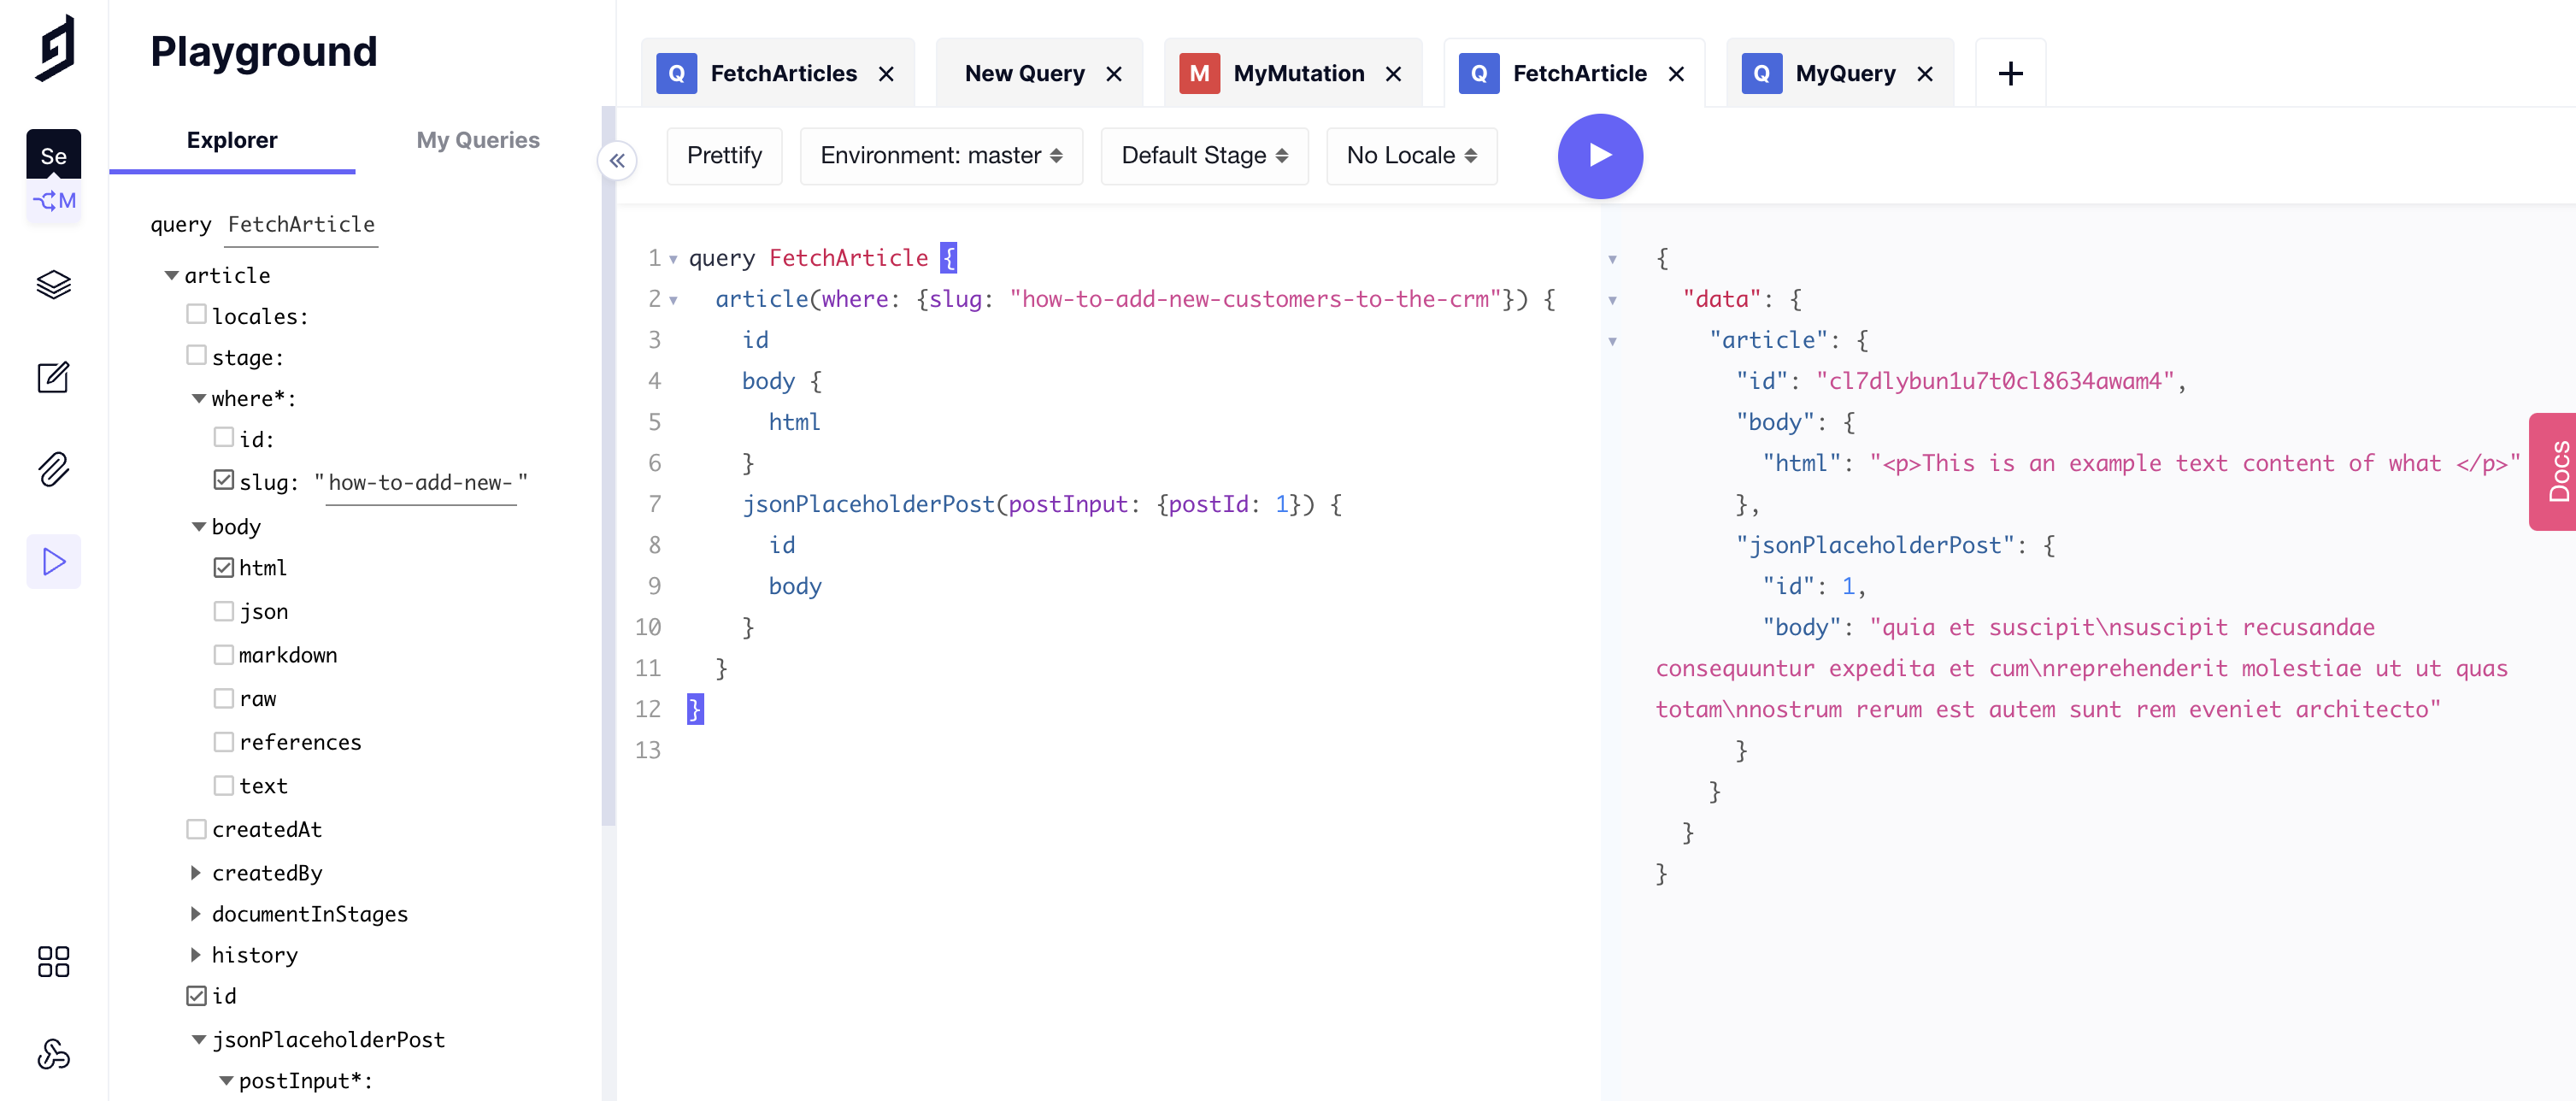 Playground
Se
M
Explorer
My Queries
query FetchArticle
article
locales:
stage:
where*:
id:
slug: "how-to-add-new-"
body
html
json
markdown
raw
references
text
createdAt
createdBy
documentInStages
history
id
jsonPlaceholderPost
postInput*:
Q FetchArticles
New Query
M MyMutation
Q FetchArticle
Q MyQuery
Prettify
Environment: master
Default Stage
No Locale
1 query FetchArticle {
2 article(where: {slug: "how-to-add-new-customers-to-the-crm"}) {
3 id
4 body {
5 html
6 }
7 jsonPlaceholderPost(postInput: {postId: 1}) {
8 id
9 body
10 }
11 }
12 }
13
{
"data": {
"article": {
"id": "cl7dlybun1u7t0cl8634awam4",
"body": {
"html": "<p>This is an example text content of what </p>"
},
"jsonPlaceholderPost": {
"id": 1,
"body": "quia et suscipit\nsuscipit recusandae
consequuntur expedita et cum\nreprehenderit molestiae ut ut quas
totam\nnostrum rerum est autem sunt rem eveniet architecto"
}
}
}
}
Docs